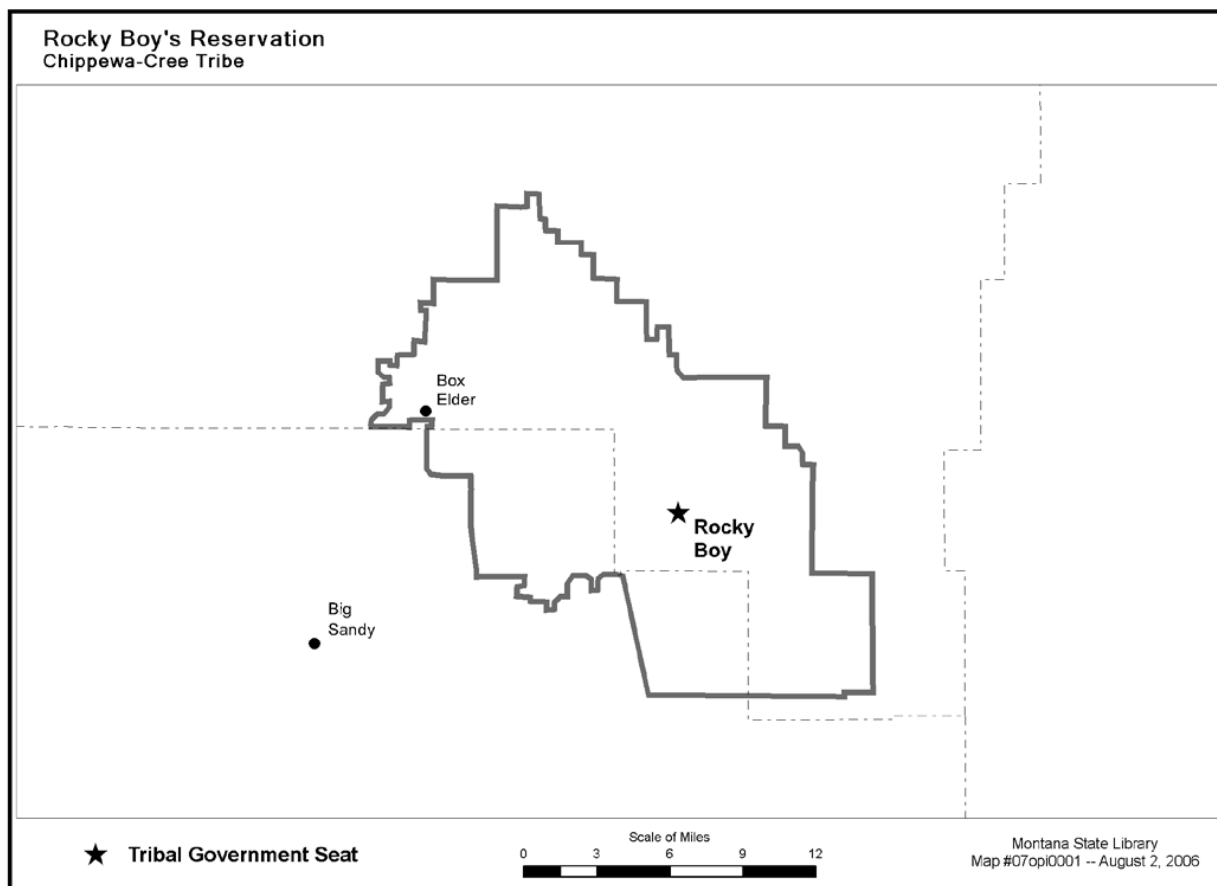 Rocky Boy's Reservation
Chippewa-Cree Tribe
Box
Elder
Rocky
Boy
Big
Sandy
Tribal Government Seat
Scale of Miles
0 3 6 9 12
Montana State Library
Map #07opi0001 -- August 2, 2006